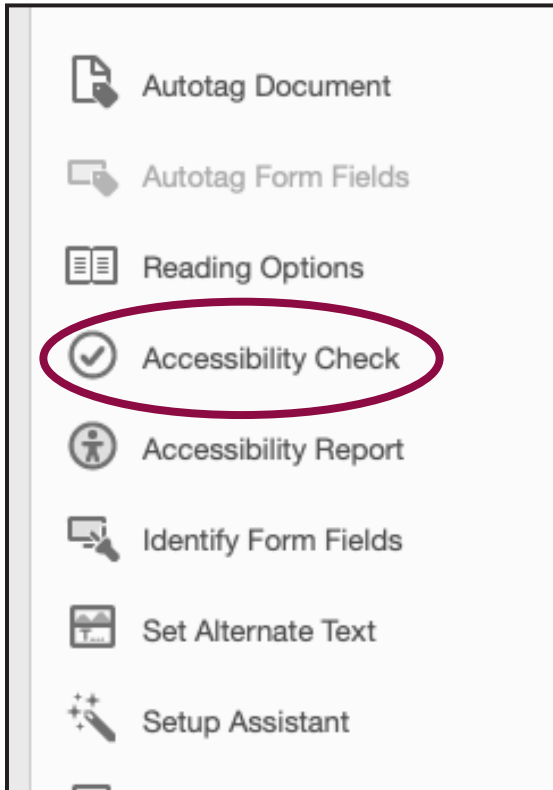 Autotag Document
Autotag Form Fields
Reading Options
Accessibility Check
Accessibility Report
Identify Form Fields
Set Alternate Text
Setup Assistant